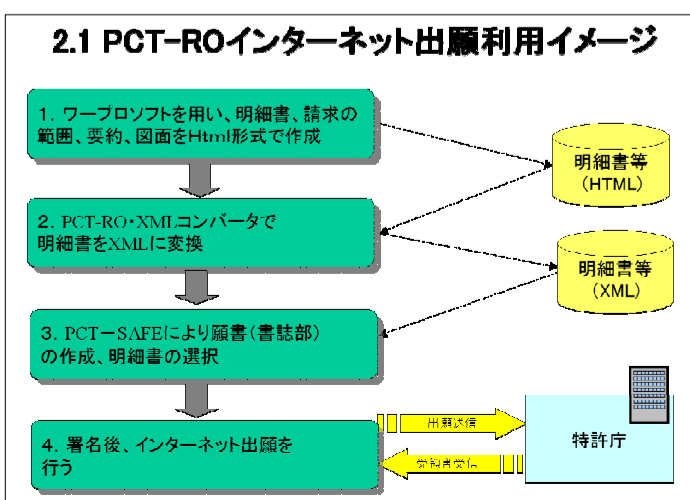 2.1 PCT-ROインターネット出願利用イメージ
1. ワープロソフトを用い、明細書、請求の
範囲、要約、図面をHtml形式で作成
明細書等
(HTML)
2. PCT-RO・XMLコンバータで
明細書をXMLに変換
明細書等
(XML)
3. PCT－SAFEにより願書(書誌部)
の作成、明細書の選択
4. 署名後、インターネット出願を
行う
出願送信
受領書受信
特許庁